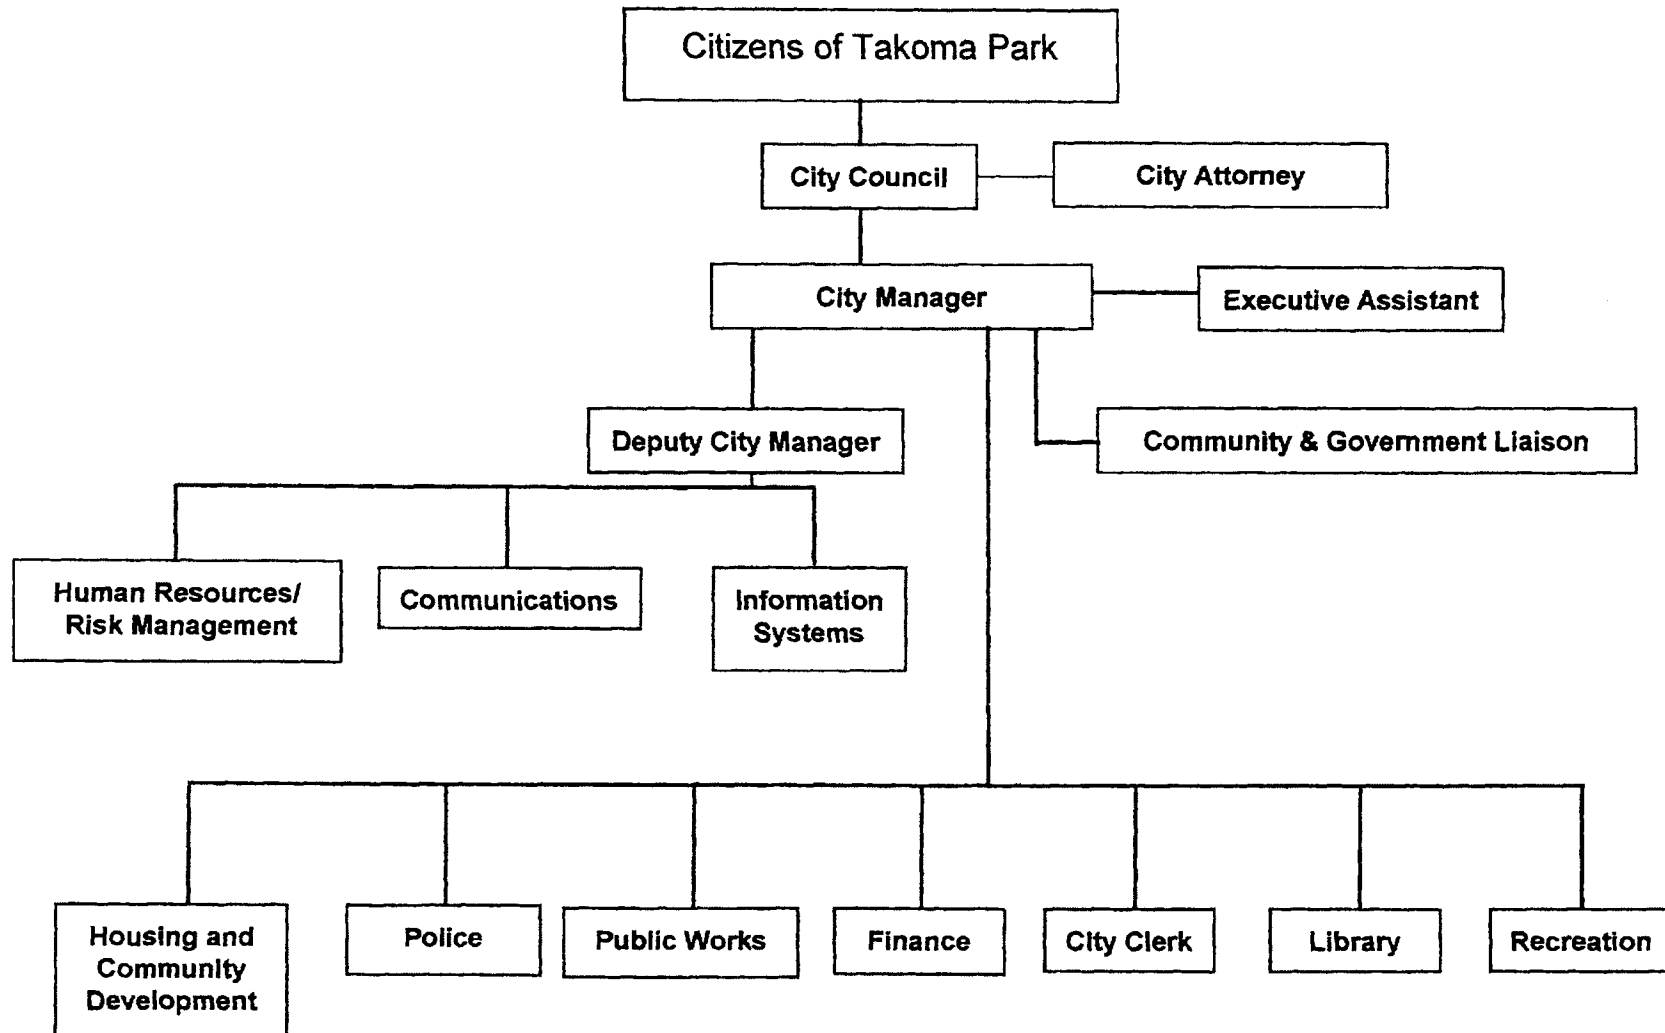 Citizens of Takoma Park
City Council
City Attorney
City Manager
Executive Assistant
Deputy City Manager
Community & Government Liaison
Human Resources/
Risk Management
Communications
Information
Systems
Housing and
Community
Development
Police
Public Works
Finance
City Clerk
Library
Recreation